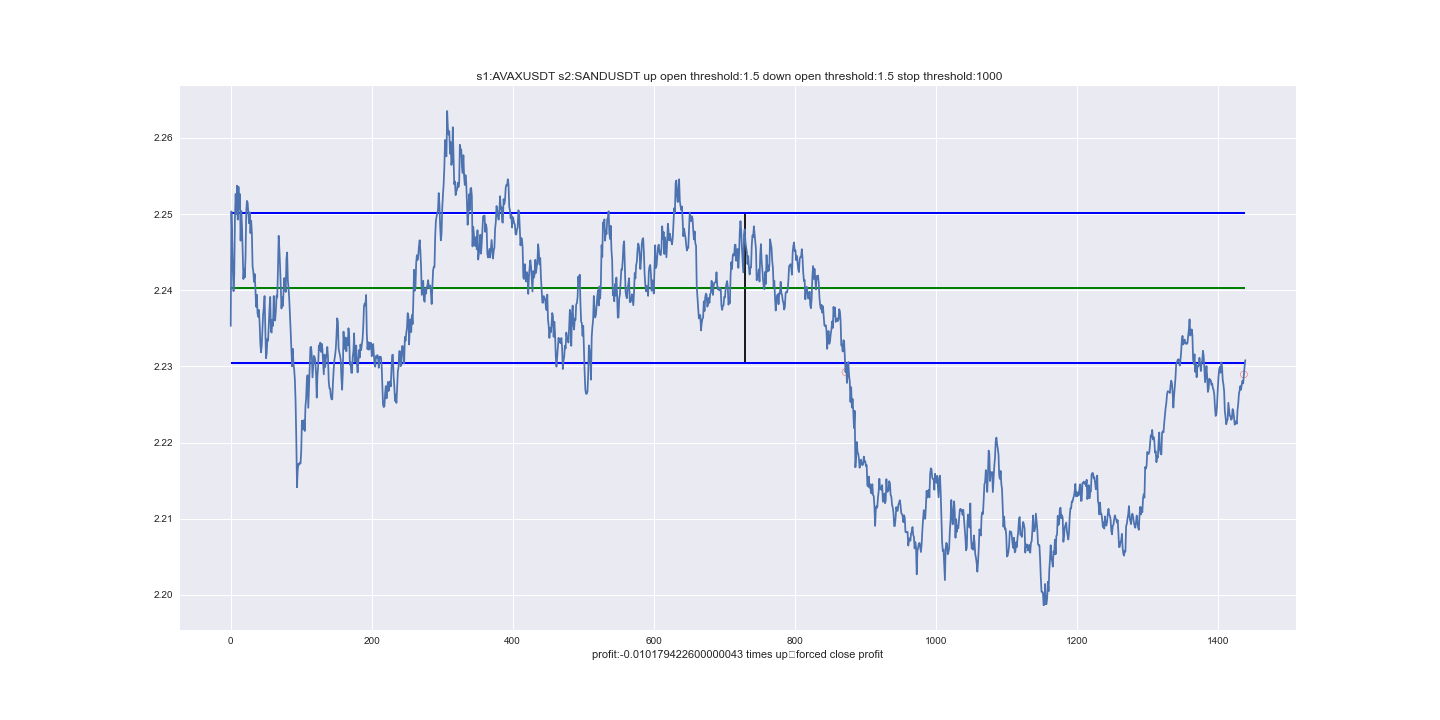 s1:AVAXUSDT s2:SANDUSDT up open threshold:1.5 down open threshold:1.5 stop threshold:1000
2.26
2.25
2.24
2.23
2.22
2.21
2.20
0 200 400 600 800 1000 1200 1400
profit:-0.010179422600000043 times up□forced close profit